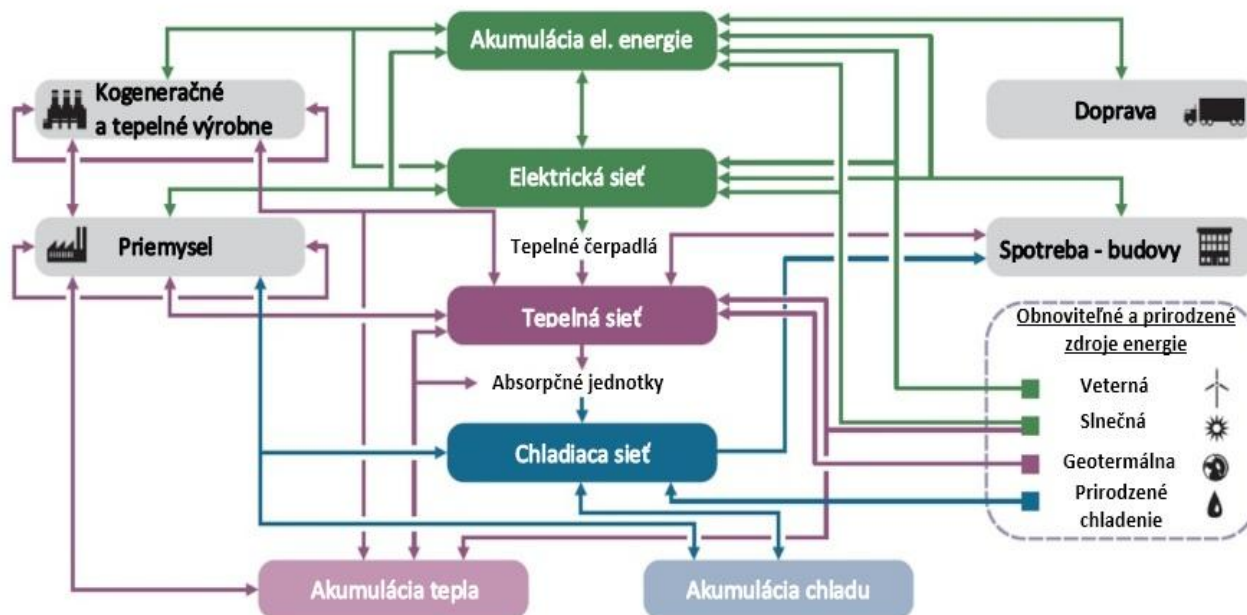 Akumulácia el. energie
Kogeneračné
a tepelné výrobne
Doprava
Elektrická sieť
Priemysel
Tepelné čerpadlá
Spotreba - budovy
Tepelná sieť
Obnoviteľné a prirodzené
zdroje energie
Absorpčné jednotky
Veterná
Slnečná
Chladiaca sieť
Geotermálna
Prirodzené
chladenie
Akumulácia tepla
Akumulácia chladu